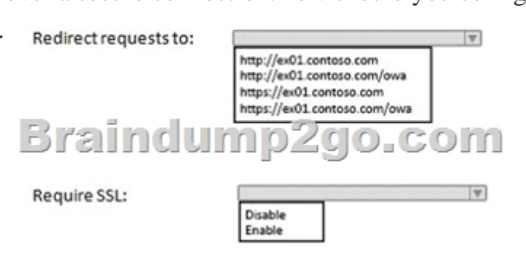 Redirect requests to:
http://ex01.contoso.com
http://ex01.contoso.com/owa
https://ex01.contoso.com
https://ex01.contoso.com/owa
Braindump2go.com
Require SSL:
Disable
Enable